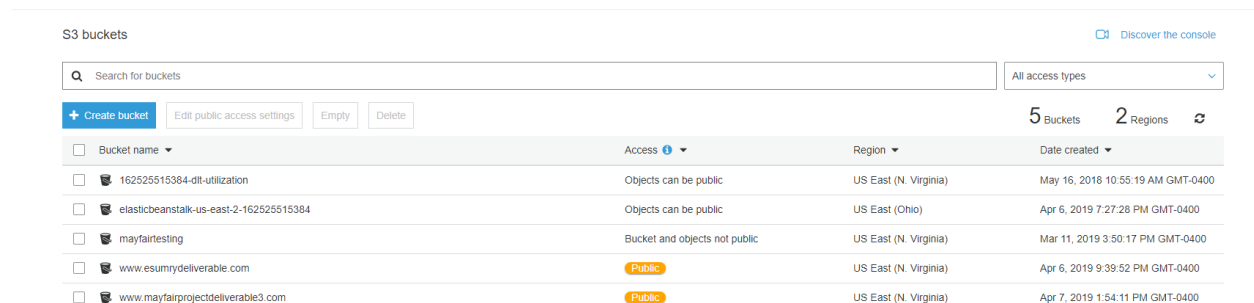 S3 buckets Discover the console
Search for buckets All access types
+ Create bucket Edit public access settings Empty Delete 5 Buckets 2 Regions
Bucket name Access Region Date created
162525515384-dlt-utilization Objects can be public US East (N. Virginia) May 16, 2018 10:55:19 AM GMT-0400
elasticbeanstalk-us-east-2-162525515384 Objects can be public US East (Ohio) Apr 6, 2019 7:27:28 PM GMT-0400
mayfairtesting Bucket and objects not public US East (N. Virginia) Mar 11, 2019 3:50:17 PM GMT-0400
www.esumrydeliverable.com Public US East (N. Virginia) Apr 6, 2019 9:39:52 PM GMT-0400
www.mayfairprojectdeliverable3.com Public US East (N. Virginia) Apr 7, 2019 1:54:11 PM GMT-0400